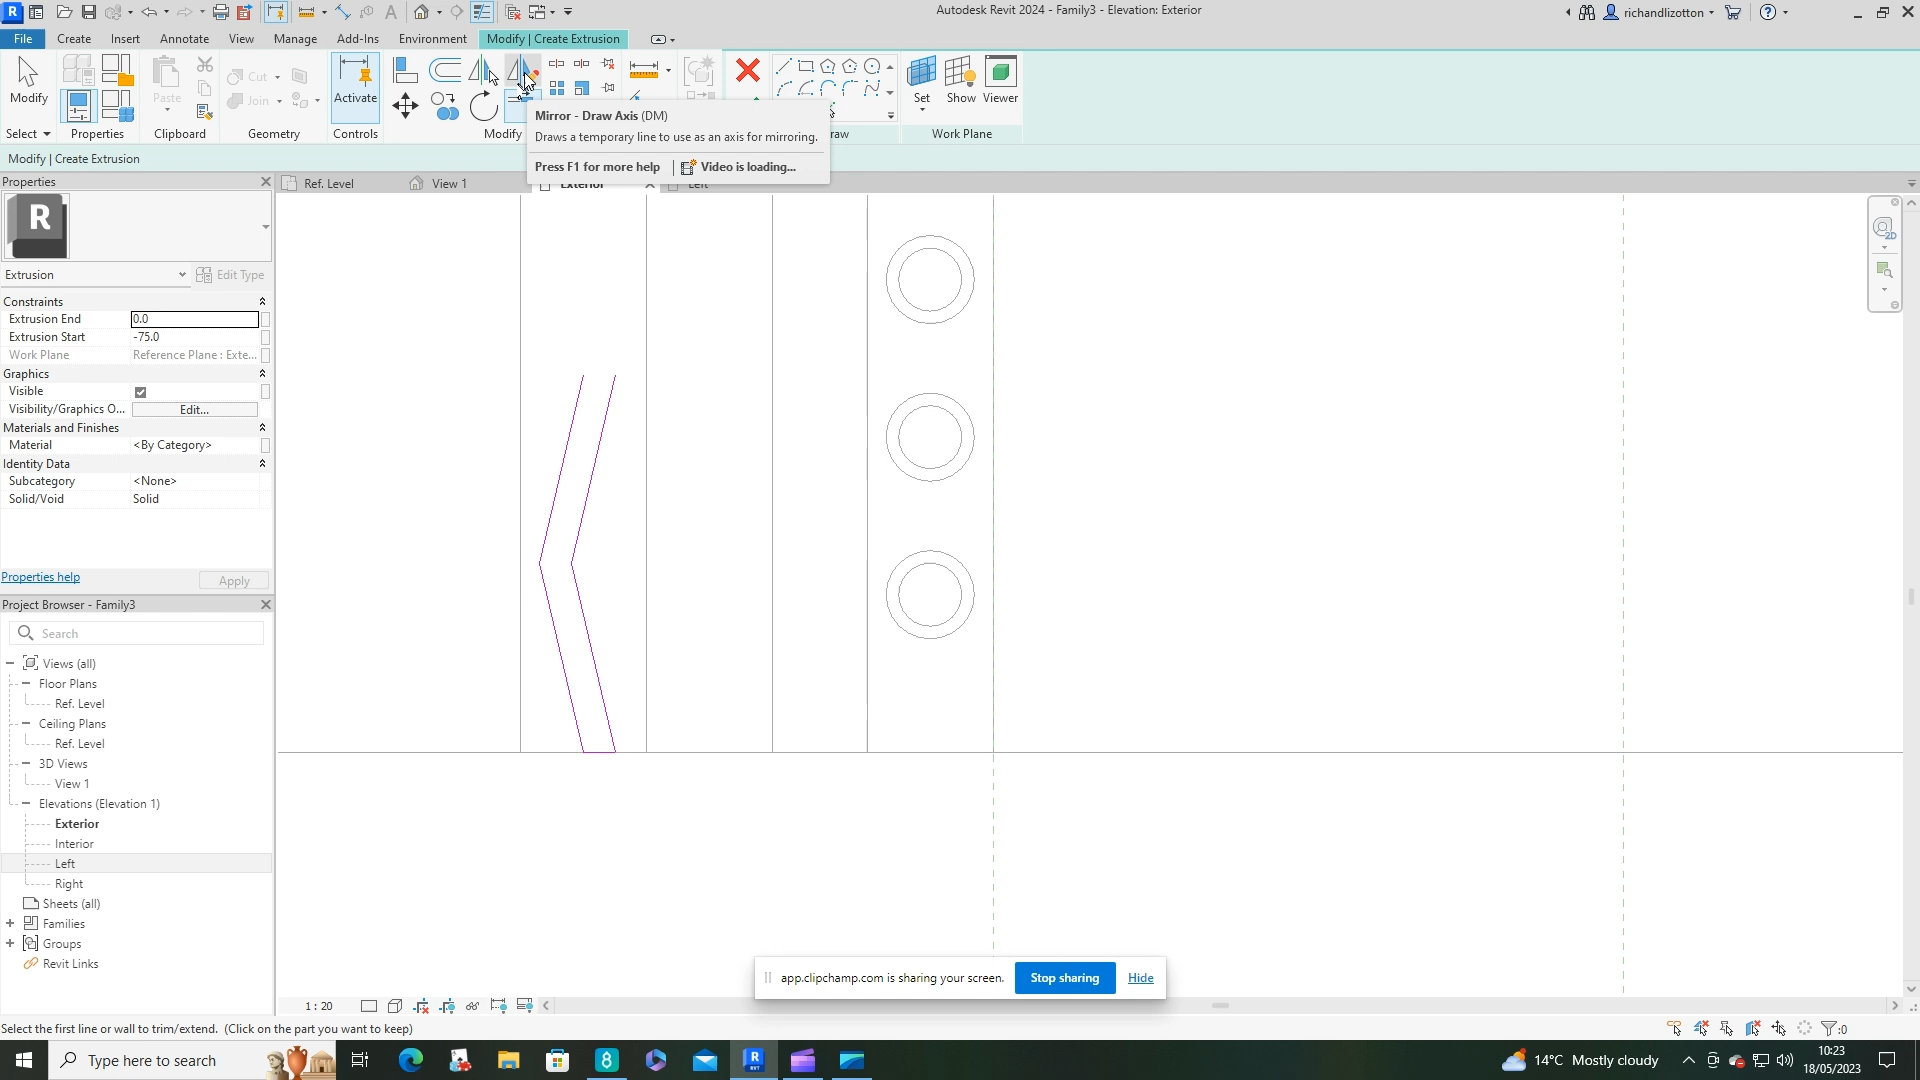 Autodesk Revit 2024 - Family3 - Elevation: Exterior
richandlizotton
File
Create
Insert
Annotate
View
Manage
Add-Ins
Environment
Modify | Create Extrusion
Modify
Paste
Cut
Join
Activate
Set
Show
Viewer
Select
Properties
Clipboard
Geometry
Controls
Modify
Work Plane
Mirror - Draw Axis (DM)
Draws a temporary line to use as an axis for mirroring.
Press F1 for more help
Video is loading...
Modify | Create Extrusion
Properties
Ref. Level
View 1
Exterior
Left
R
Extrusion
Edit Type
Constraints
Extrusion End 0.0
Extrusion Start -75.0
Work Plane Reference Plane : Exte...
Graphics
Visible
Visibility/Graphics O... Edit...
Materials and Finishes
Material <By Category>
Identity Data
Subcategory <None>
Solid/Void Solid
Properties help
Apply
Project Browser - Family3
Search
Views (all)
Floor Plans
Ref. Level
Ceiling Plans
Ref. Level
3D Views
View 1
Elevations (Elevation 1)
Exterior
Interior
Left
Right
Sheets (all)
Families
Groups
Revit Links
2D
app.clipchamp.com is sharing your screen.
Stop sharing
Hide
1 : 20
Select the first line or wall to trim/extend. (Click on the part you want to keep)
:0
Type here to search
14°C Mostly cloudy
10:23
18/05/2023